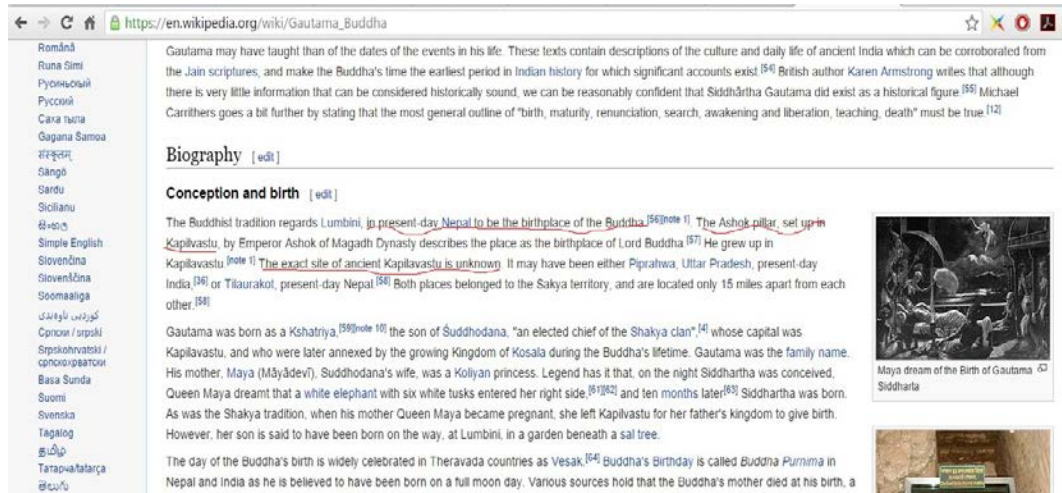 https://en.wikipedia.org/wiki/Gautama_Buddha
Română
Runa Simi
Русиньскый
Русский
Саха тыла
Gagana Samoa
संस्कृतम्
Sängö
Sardu
Sicilianu
සිංහල
Simple English
Slovenčina
Slovenščina
Soomaaliga
کوردیی ناوەندی
Српски / srpski
Srpskohrvatski /
српскохрватски
Basa Sunda
Suomi
Svenska
Tagalog
தமிழ்
Татарча/tatarça
తెలుగు
Gautama may have taught than of the dates of the events in his life. These texts contain descriptions of the culture and daily life of ancient India which can be corroborated from
the Jain scriptures, and make the Buddha's time the earliest period in Indian history for which significant accounts exist.[54] British author Karen Armstrong writes that although
there is very little information that can be considered historically sound, we can be reasonably confident that Siddhārtha Gautama did exist as a historical figure.[55] Michael
Carrithers goes a bit further by stating that the most general outline of "birth, maturity, renunciation, search, awakening and liberation, teaching, death" must be true.[12]
Biography [edit]
Conception and birth [edit]
The Buddhist tradition regards Lumbini, in present-day Nepal to be the birthplace of the Buddha.[56][note 1] The Ashok pillar, set up in
Kapilvastu, by Emperor Ashok of Magadh Dynasty describes the place as the birthplace of Lord Buddha.[57] He grew up in
Kapilavastu.[note 1] The exact site of ancient Kapilavastu is unknown. It may have been either Piprahwa, Uttar Pradesh, present-day
India,[36] or Tilaurakot, present-day Nepal.[58] Both places belonged to the Sakya territory, and are located only 15 miles apart from each
other.[58]
Gautama was born as a Kshatriya,[59][note 10] the son of Śuddhodana, "an elected chief of the Shakya clan",[4] whose capital was
Kapilavastu, and who were later annexed by the growing Kingdom of Kosala during the Buddha's lifetime. Gautama was the family name.
His mother, Maya (Māyādevī), Suddhodana's wife, was a Koliyan princess. Legend has it that, on the night Siddhartha was conceived,
Queen Maya dreamt that a white elephant with six white tusks entered her right side,[61][62] and ten months later[63] Siddhartha was born.
As was the Shakya tradition, when his mother Queen Maya became pregnant, she left Kapilvastu for her father's kingdom to give birth.
However, her son is said to have been born on the way, at Lumbini, in a garden beneath a sal tree.
The day of the Buddha's birth is widely celebrated in Theravada countries as Vesak.[64] Buddha's Birthday is called Buddha Purnima in
Nepal and India as he is believed to have been born on a full moon day. Various sources hold that the Buddha's mother died at his birth, a
Maya dream of the Birth of Gautama
Siddharta